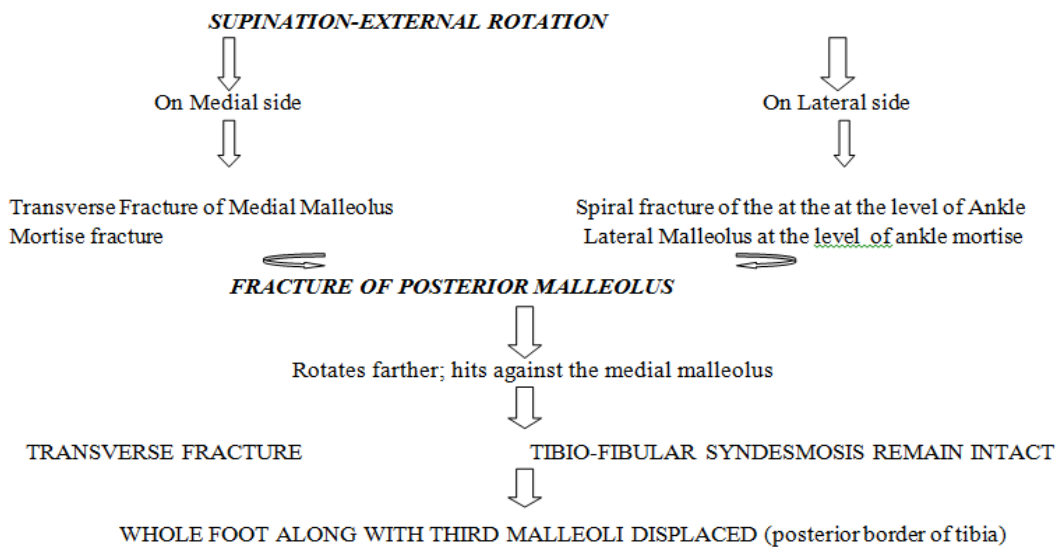 SUPINATION-EXTERNAL ROTATION
On Medial side
On Lateral side
Transverse Fracture of Medial Malleolus
Mortise fracture
Spiral fracture of the at the at the level of Ankle
Lateral Malleolus at the level of ankle mortise
FRACTURE OF POSTERIOR MALLEOLUS
Rotates farther; hits against the medial malleolus
TRANSVERSE FRACTURE
TIBIO-FIBULAR SYNDESMOSIS REMAIN INTACT
WHOLE FOOT ALONG WITH THIRD MALLEOLI DISPLACED (posterior border of tibia)